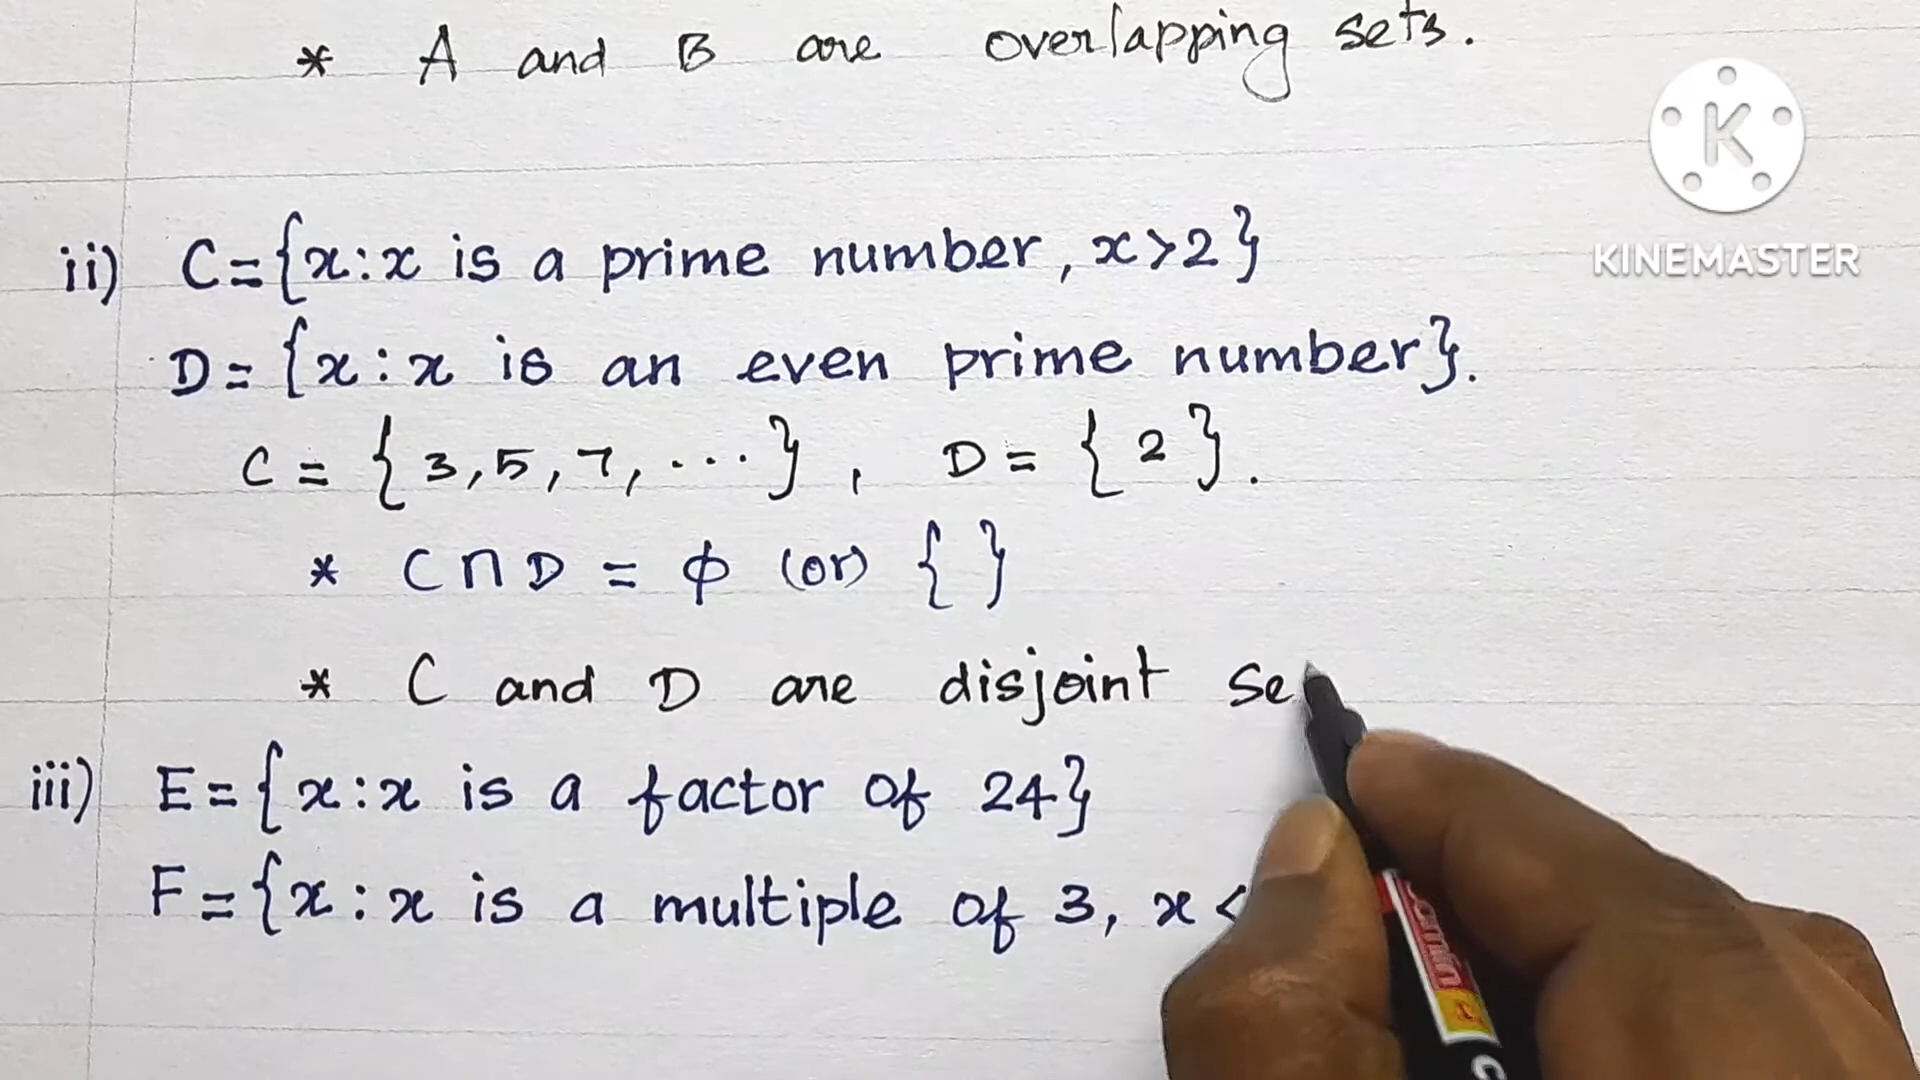 * A and B are overlapping sets.
K
KINEMASTER
ii) C={x:x is a prime number, x>2}
D={x:x is an even prime number}.
C = {3,5,7, ...}, D = {2}.
* C∩D = φ (or) { }
* C and D are disjoint se
iii) E={x:x is a factor of 24}
F={x:x is a multiple of 3, x <